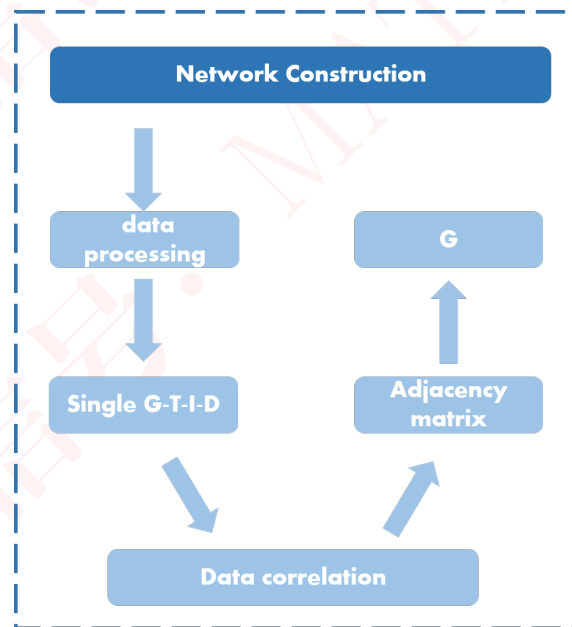 Network Construction
data
processing
G
Single G-T-I-D
Adjacency
matrix
Data correlation